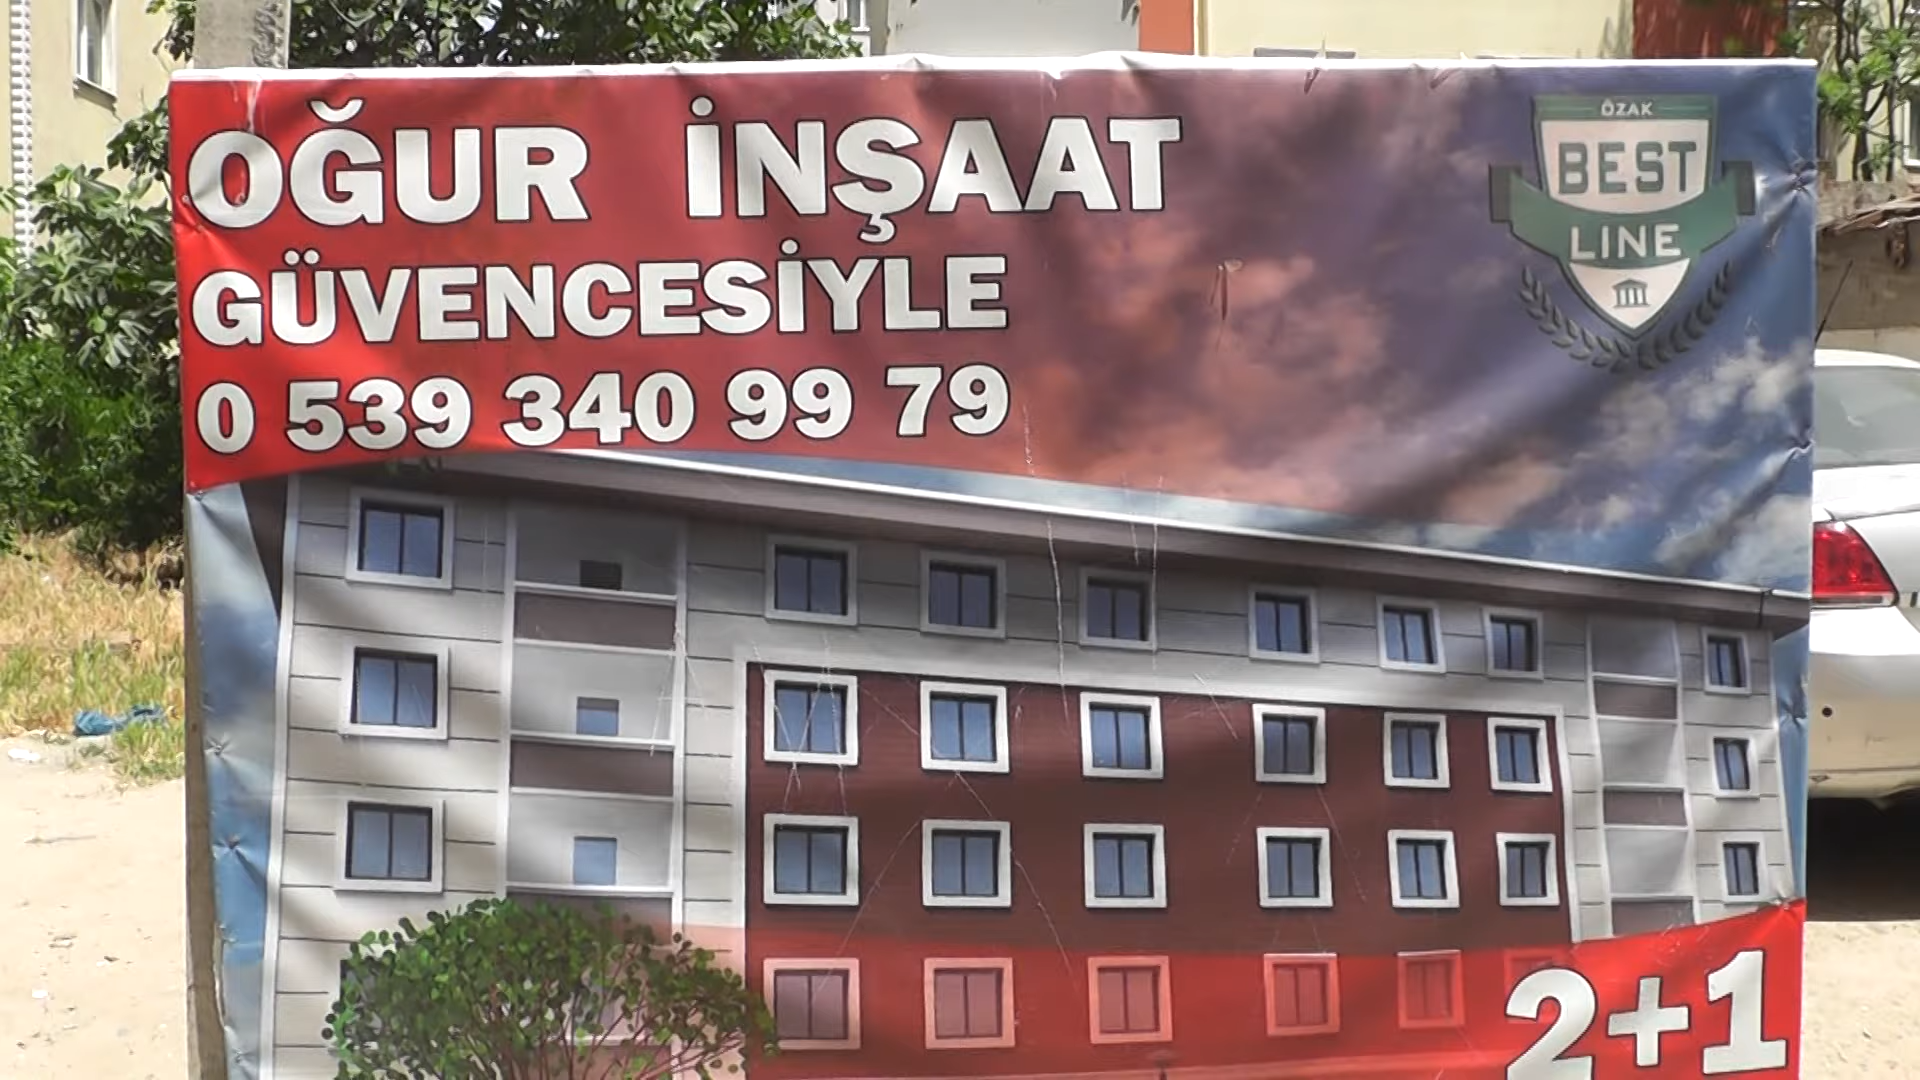 OĞUR İNŞAAT
GÜVENCESİYLE
0 539 340 99 79
ÖZAK
BEST
LINE
2+1